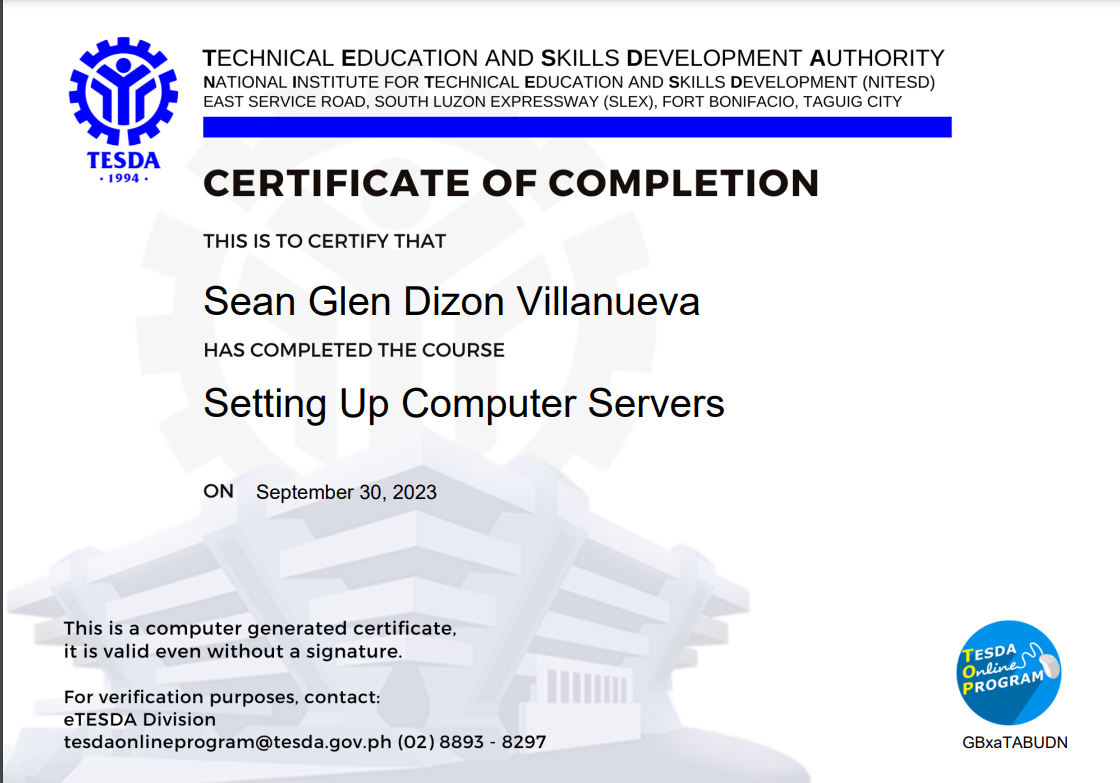 TECHNICAL EDUCATION AND SKILLS DEVELOPMENT AUTHORITY
NATIONAL INSTITUTE FOR TECHNICAL EDUCATION AND SKILLS DEVELOPMENT (NITESD)
EAST SERVICE ROAD, SOUTH LUZON EXPRESSWAY (SLEX), FORT BONIFACIO, TAGUIG CITY
TESDA
· 1994 ·
CERTIFICATE OF COMPLETION
THIS IS TO CERTIFY THAT
Sean Glen Dizon Villanueva
HAS COMPLETED THE COURSE
Setting Up Computer Servers
ON September 30, 2023
This is a computer generated certificate,
it is valid even without a signature.
For verification purposes, contact:
eTESDA Division
tesdaonlineprogram@tesda.gov.ph (02) 8893 - 8297
TESDA
Online
PROGRAM
GBxaTABUDN